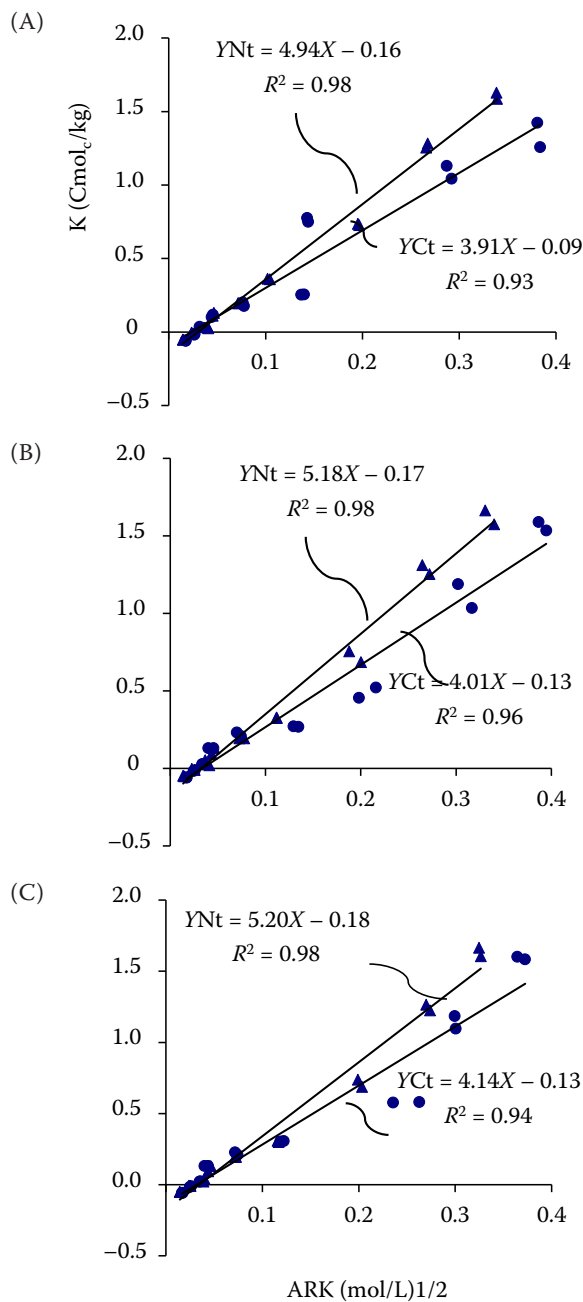 (A)
2.0
YNt = 4.94X – 0.16
R² = 0.98
1.5
K (Cmolc/kg)
1.0
YCt = 3.91X – 0.09
0.5
R² = 0.93
0
0.1 0.2 0.3 0.4
–0.5
(B)
2.0
YNt = 5.18X – 0.17
R² = 0.98
1.5
1.0
YCt = 4.01X – 0.13
0.5
R² = 0.96
0
0.1 0.2 0.3 0.4
–0.5
(C)
2.0
YNt = 5.20X – 0.18
R² = 0.98
1.5
1.0
YCt = 4.14X – 0.13
0.5
R² = 0.94
0.0
0.1 0.2 0.3 0.4
–0.5
ARK (mol/L)1/2